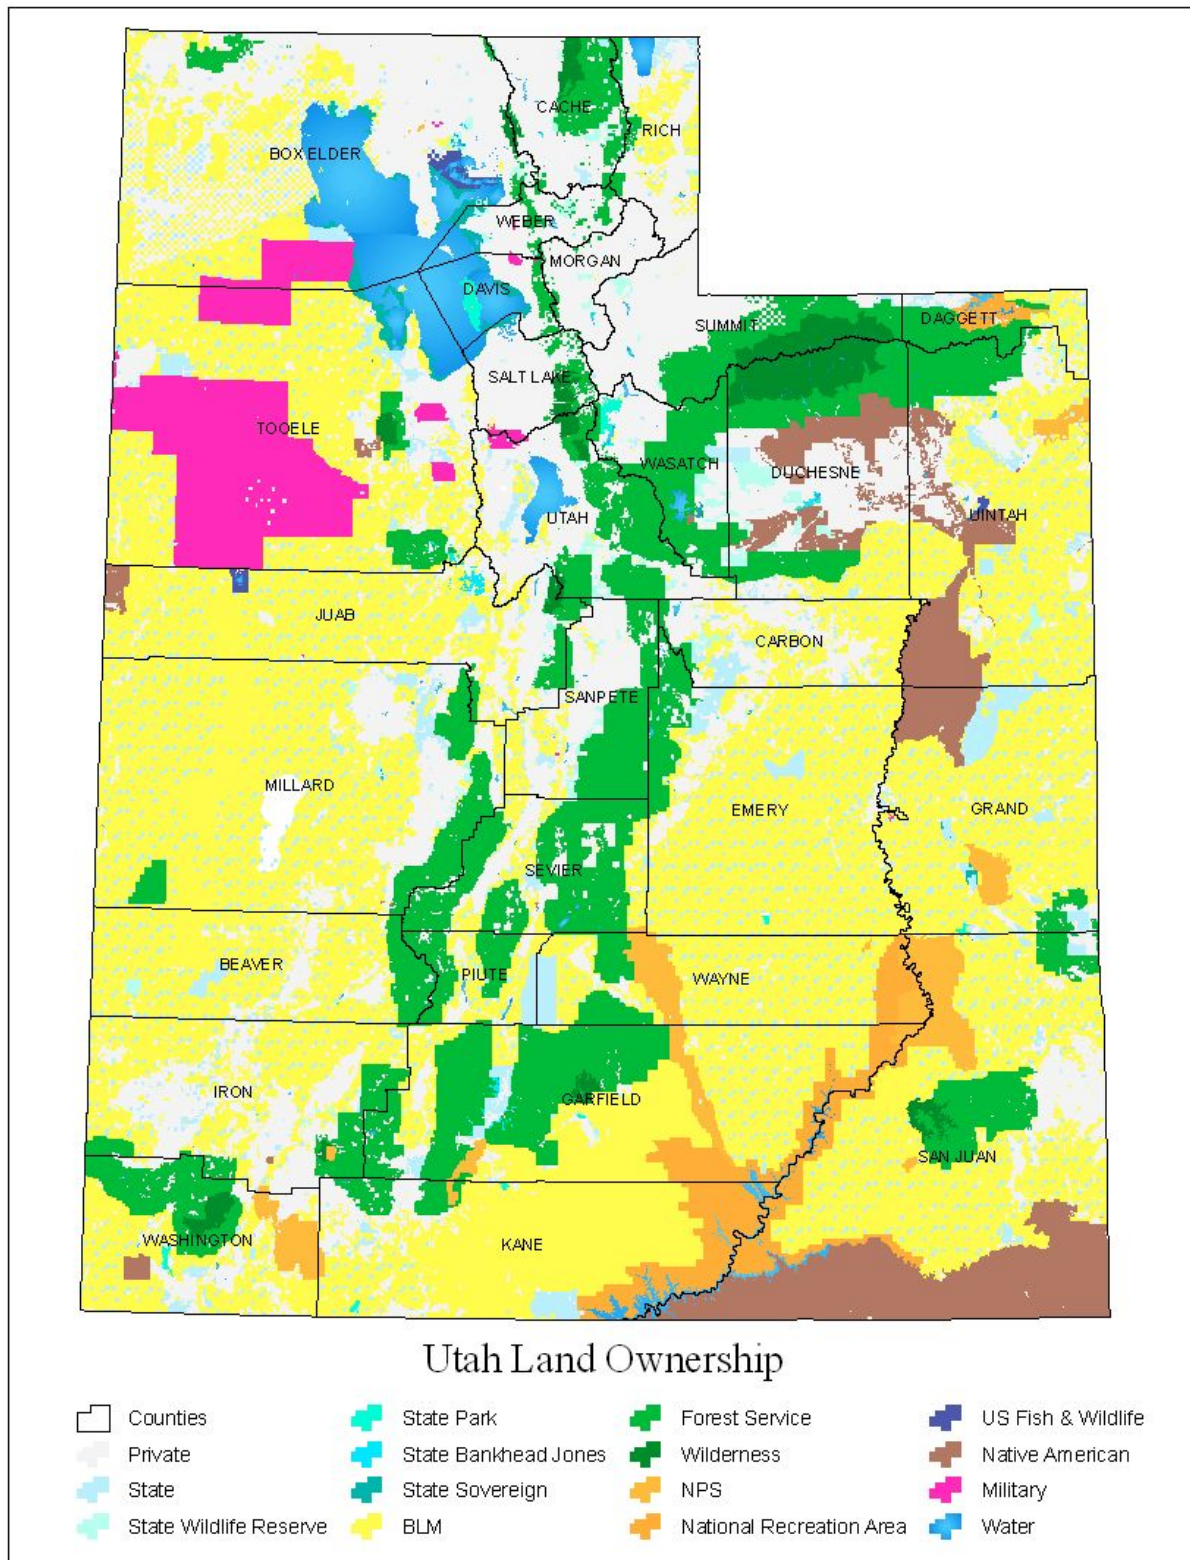 CACHE
RICH
BOX ELDER
WEBER
MORGAN
DAVIS
SUMMIT
DAGGETT
SALT LAKE
TOOELE
WASATCH
DUCHESNE
UTAH
UINTAH
JUAB
CARBON
SANPETE
MILLARD
EMERY
GRAND
SEVIER
BEAVER
PIUTE
WAYNE
IRON
GARFIELD
SAN JUAN
WASHINGTON
KANE
Utah Land Ownership
Counties
Private
State
State Wildlife Reserve
State Park
State Bankhead Jones
State Sovereign
BLM
Forest Service
Wilderness
NPS
National Recreation Area
US Fish & Wildlife
Native American
Military
Water